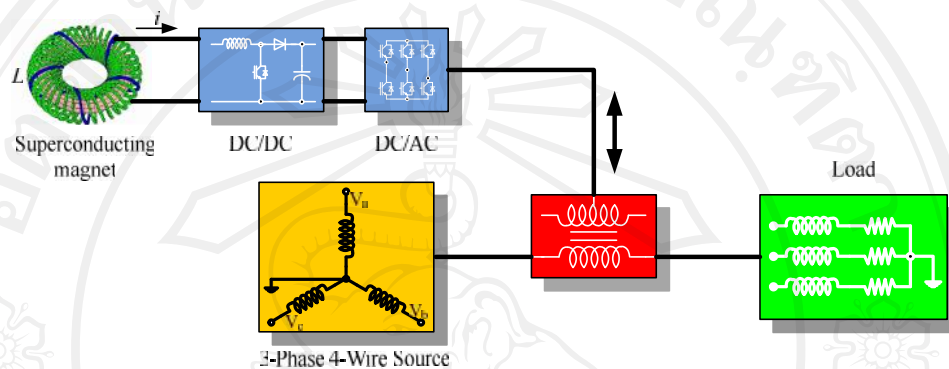 i
L
Superconducting
magnet
DC/DC
DC/AC
Load
Va
Vc
Vb
3-Phase 4-Wire Source